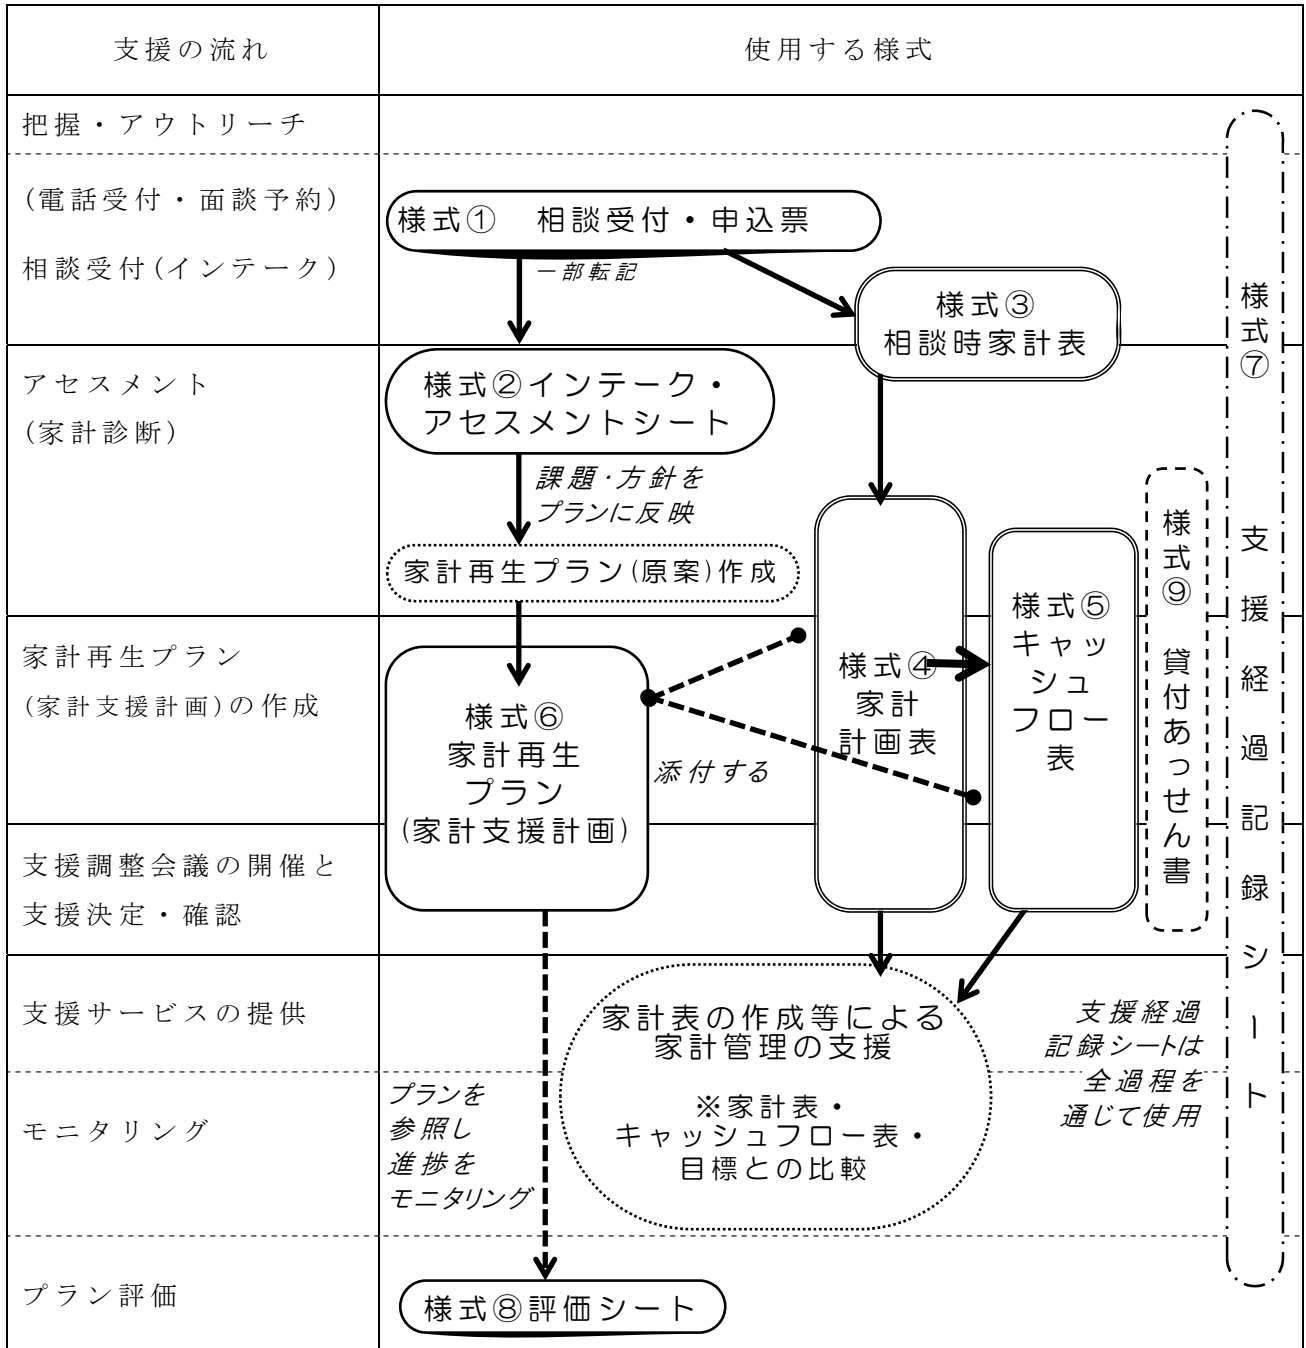 支援の流れ
使用する様式
把握・アウトリーチ
(電話受付・面談予約)
相談受付(インテーク)
様式①　相談受付・申込票
一部転記
様式③
相談時家計表
アセスメント
(家計診断)
様式②インテーク・
アセスメントシート
課題・方針を
プランに反映
家計再生プラン(原案)作成
家計再生プラン
(家計支援計画)の作成
様式⑥
家計再生
プラン
(家計支援計画)
添付する
様式④
家計
計画表
様式⑤
キャッ
シュ
フロー
表
様式⑨　貸付あっせん書
様式⑦　支援経過記録シート
支援調整会議の開催と
支援決定・確認
支援サービスの提供
家計表の作成等による
家計管理の支援
※家計表・
キャッシュフロー表・
目標との比較
支援経過
記録シートは
全過程を
通じて使用
モニタリング
プランを
参照し
進捗を
モニタリング
プラン評価
様式⑧評価シート